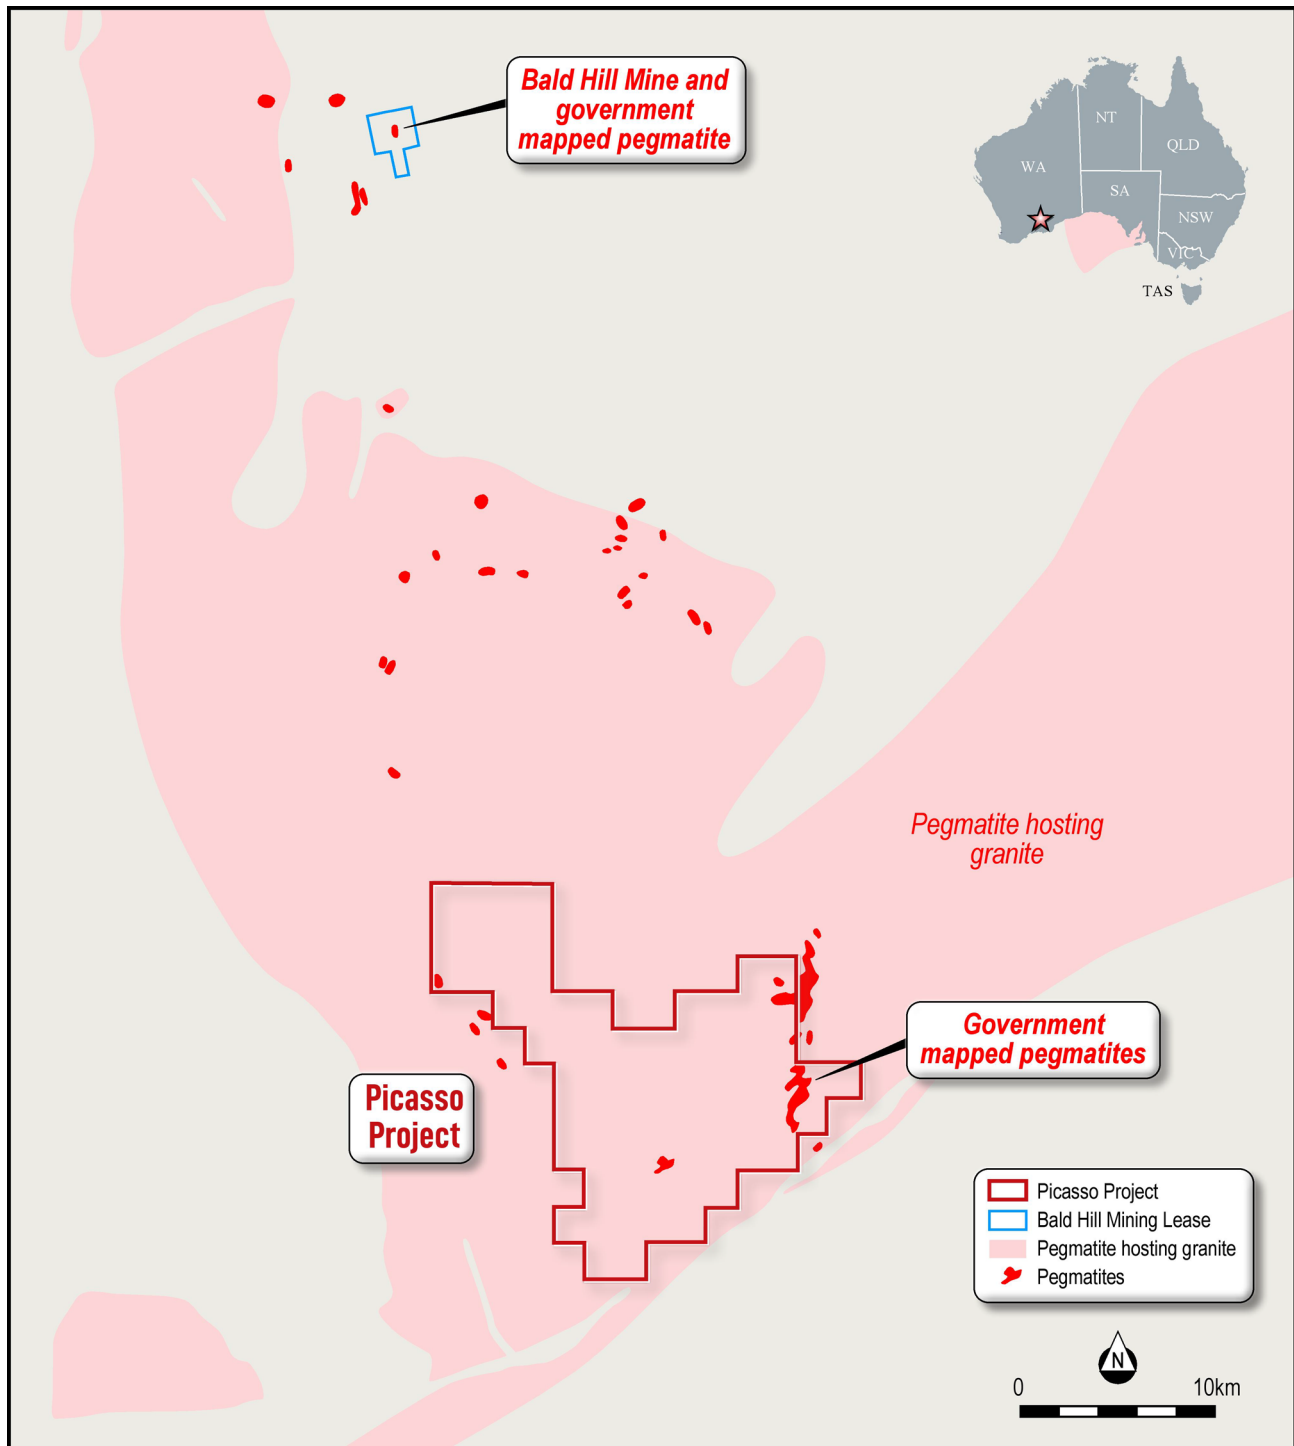 Bald Hill Mine and
government
mapped pegmatite
NT
QLD
WA
SA
NSW
VIC
TAS
Pegmatite hosting
granite
Government
mapped pegmatites
Picasso
Project
Picasso Project
Bald Hill Mining Lease
Pegmatite hosting granite
Pegmatites
N
0 10km